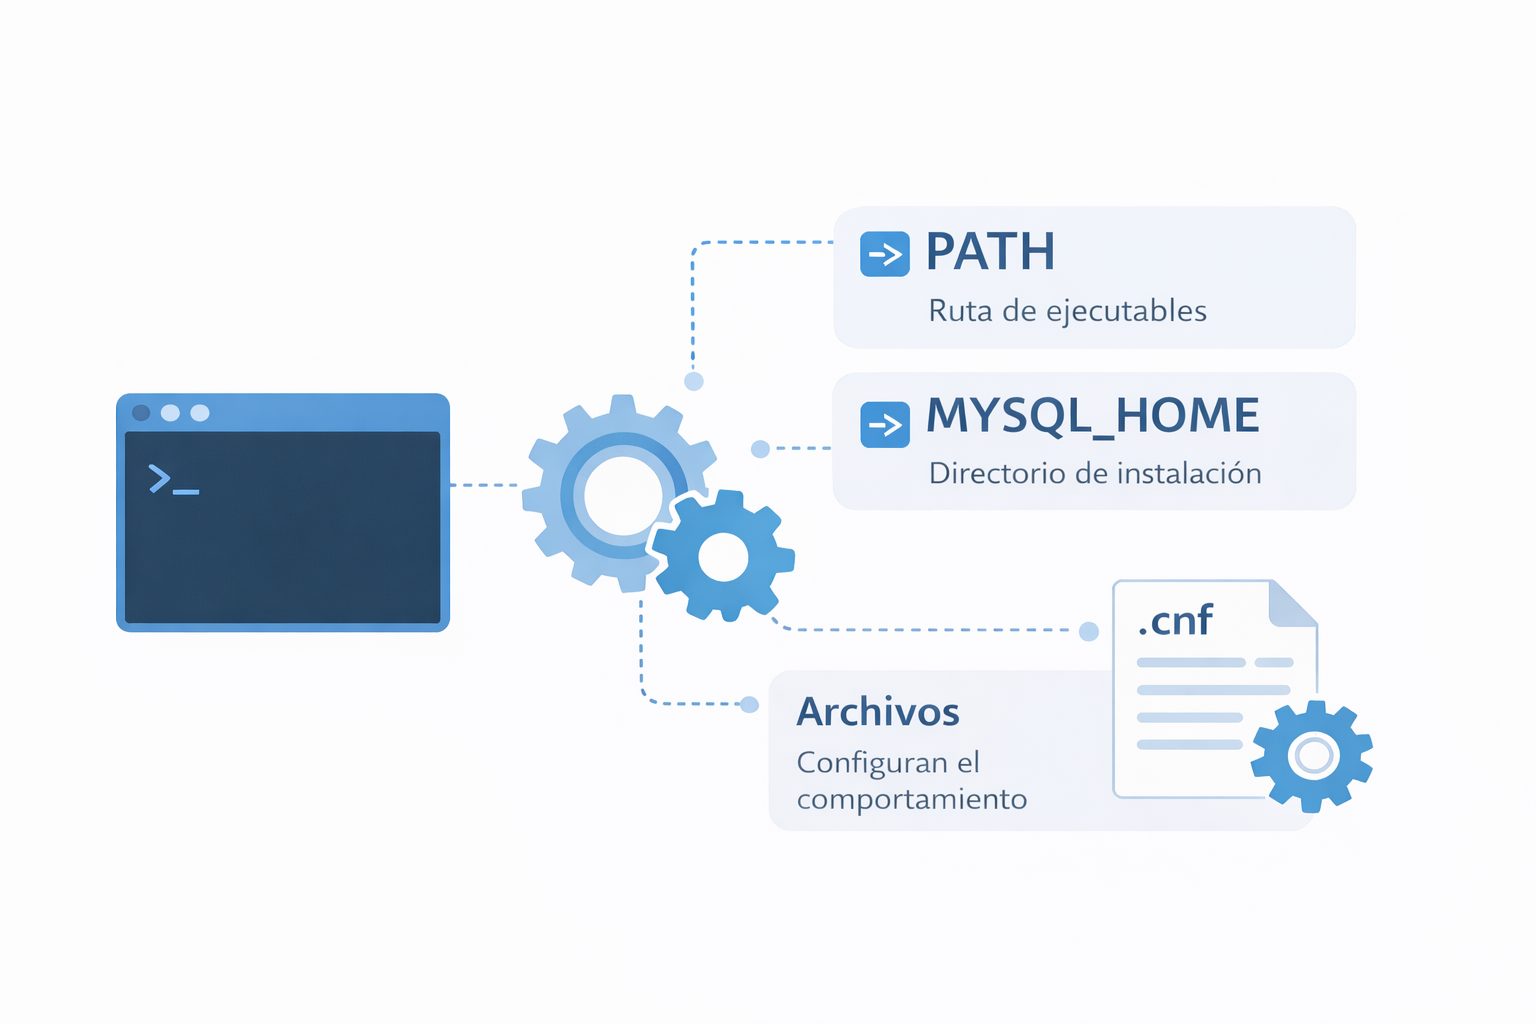 >_
PATH
Ruta de ejecutables
MYSQL_HOME
Directorio de instalación
.cnf
Archivos
Configuran el
comportamiento